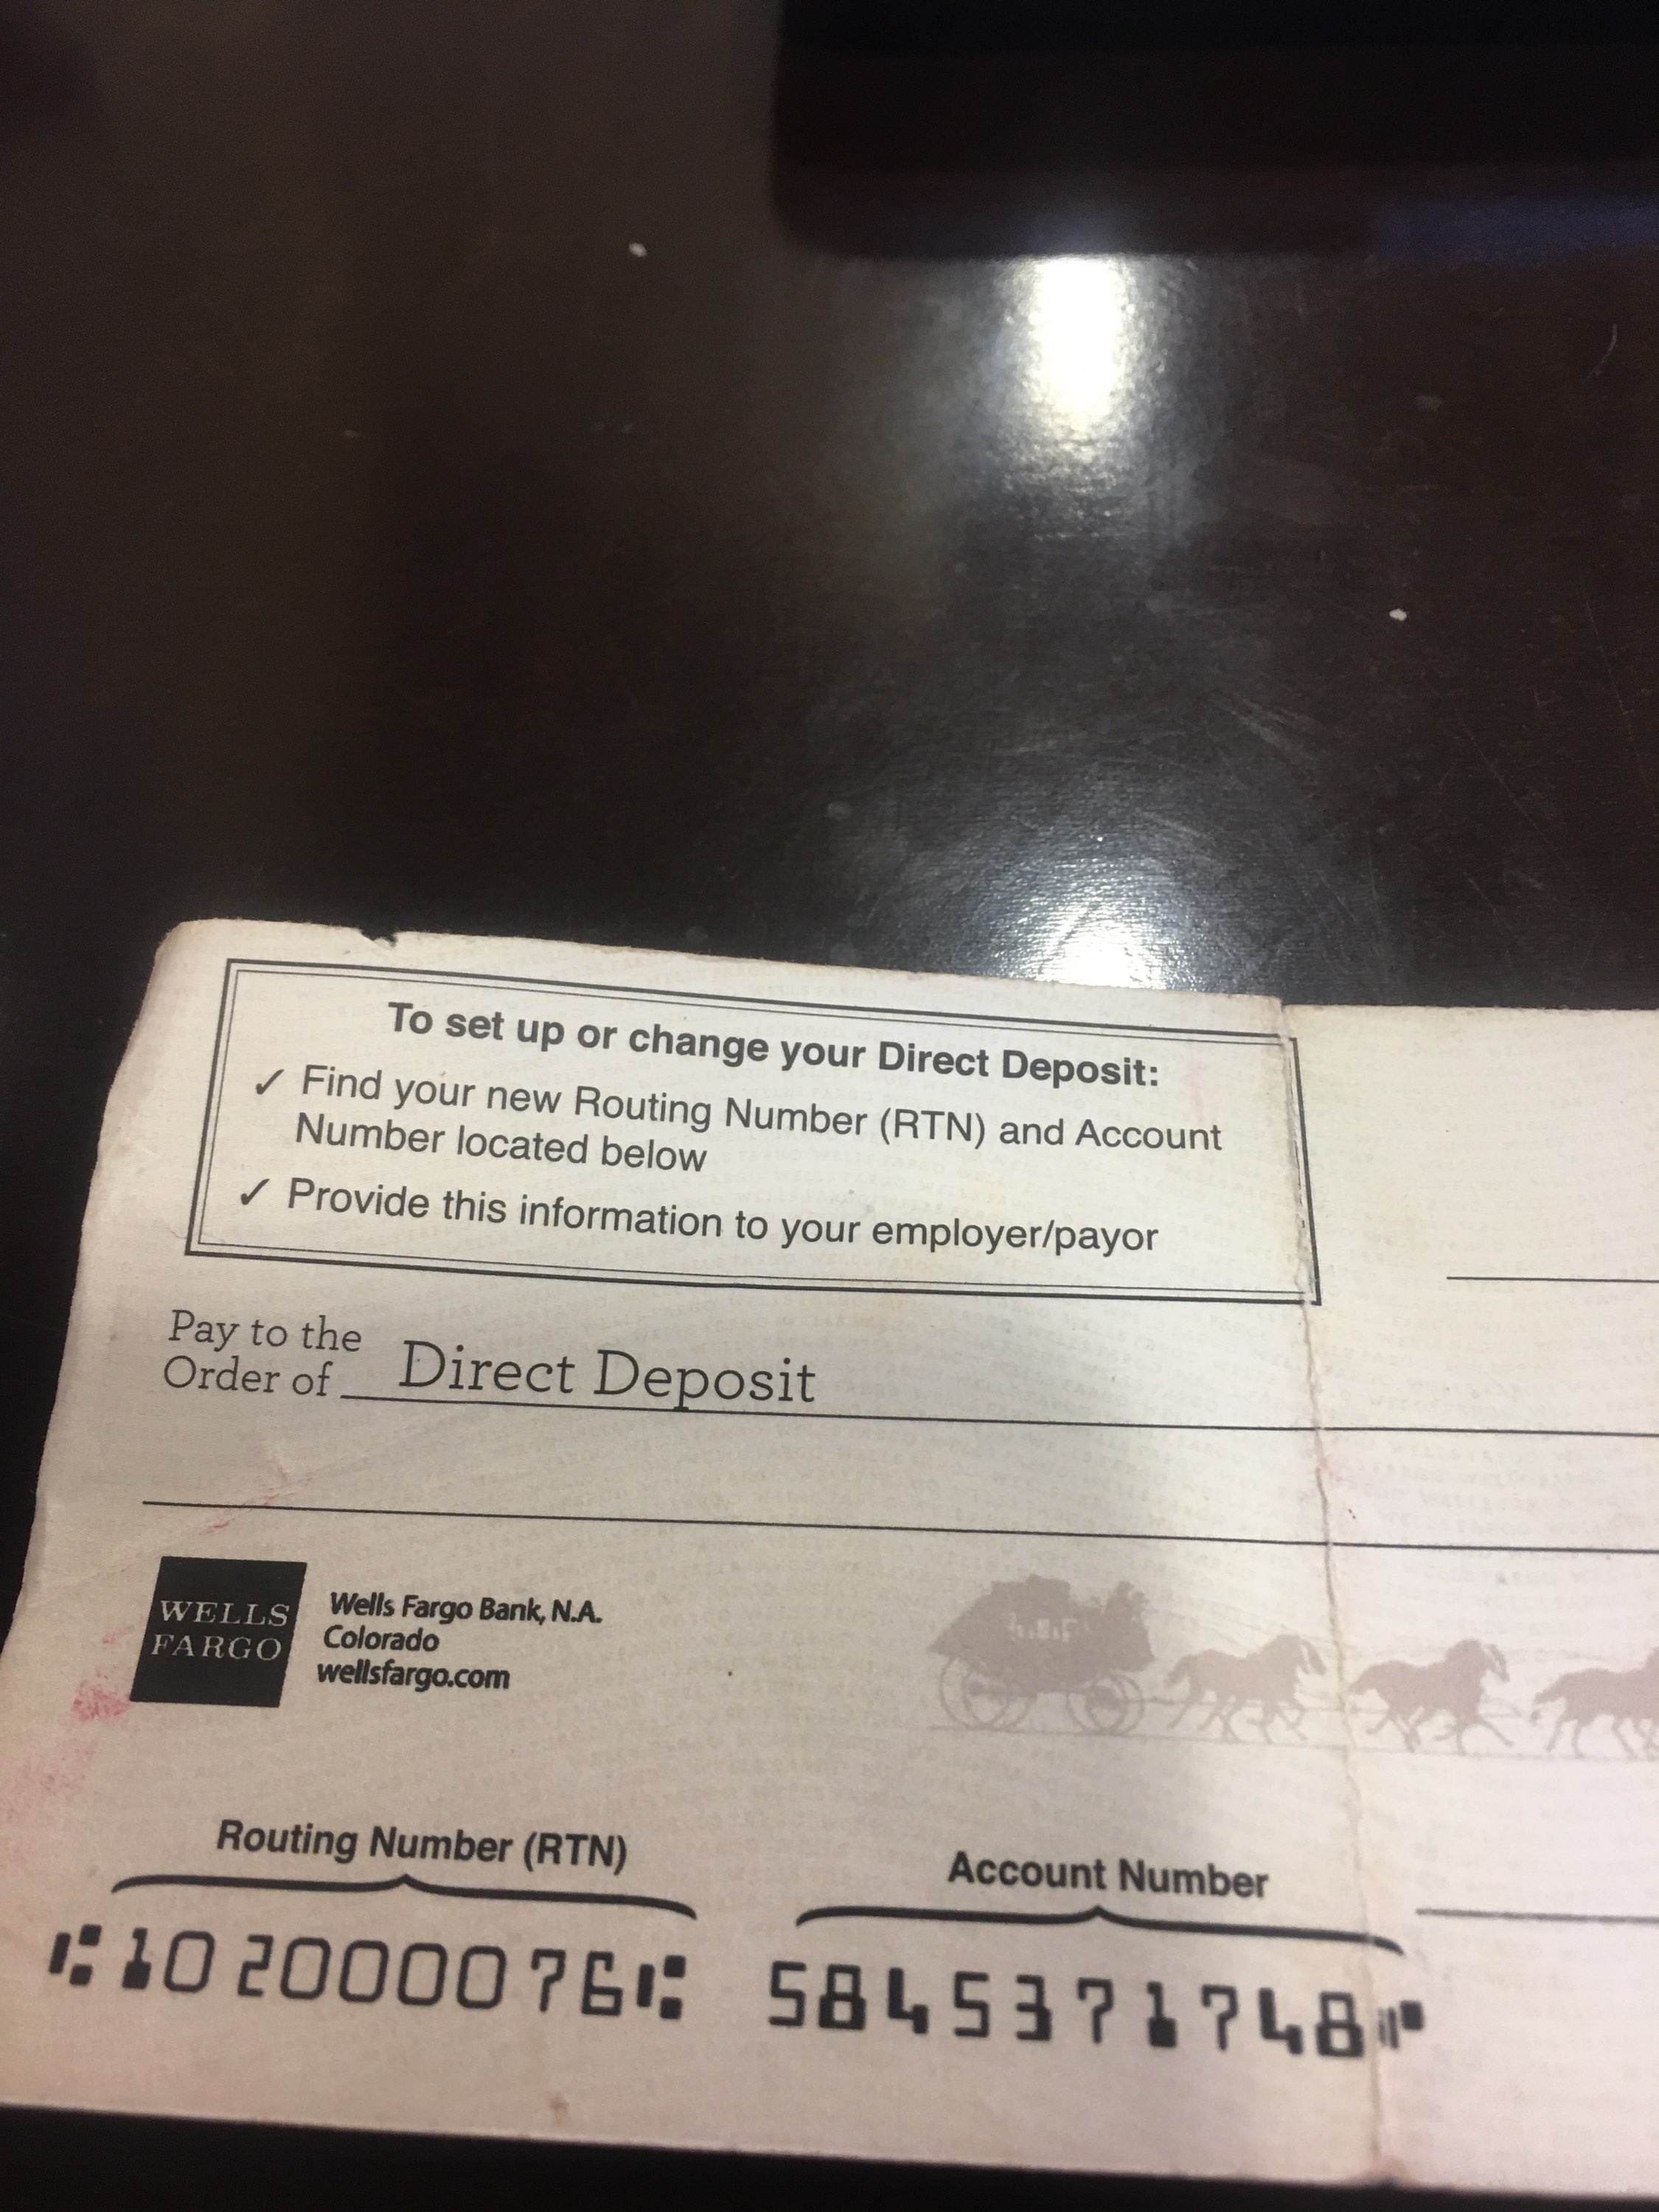 To set up or change your Direct Deposit:
✓ Find your new Routing Number (RTN) and Account
Number located below
✓ Provide this information to your employer/payor
Pay to the
Order of Direct Deposit
WELLS
FARGO
Wells Fargo Bank, N.A.
Colorado
wellsfargo.com
Routing Number (RTN)
Account Number
⑆102000076⑆ 5845371748⑈